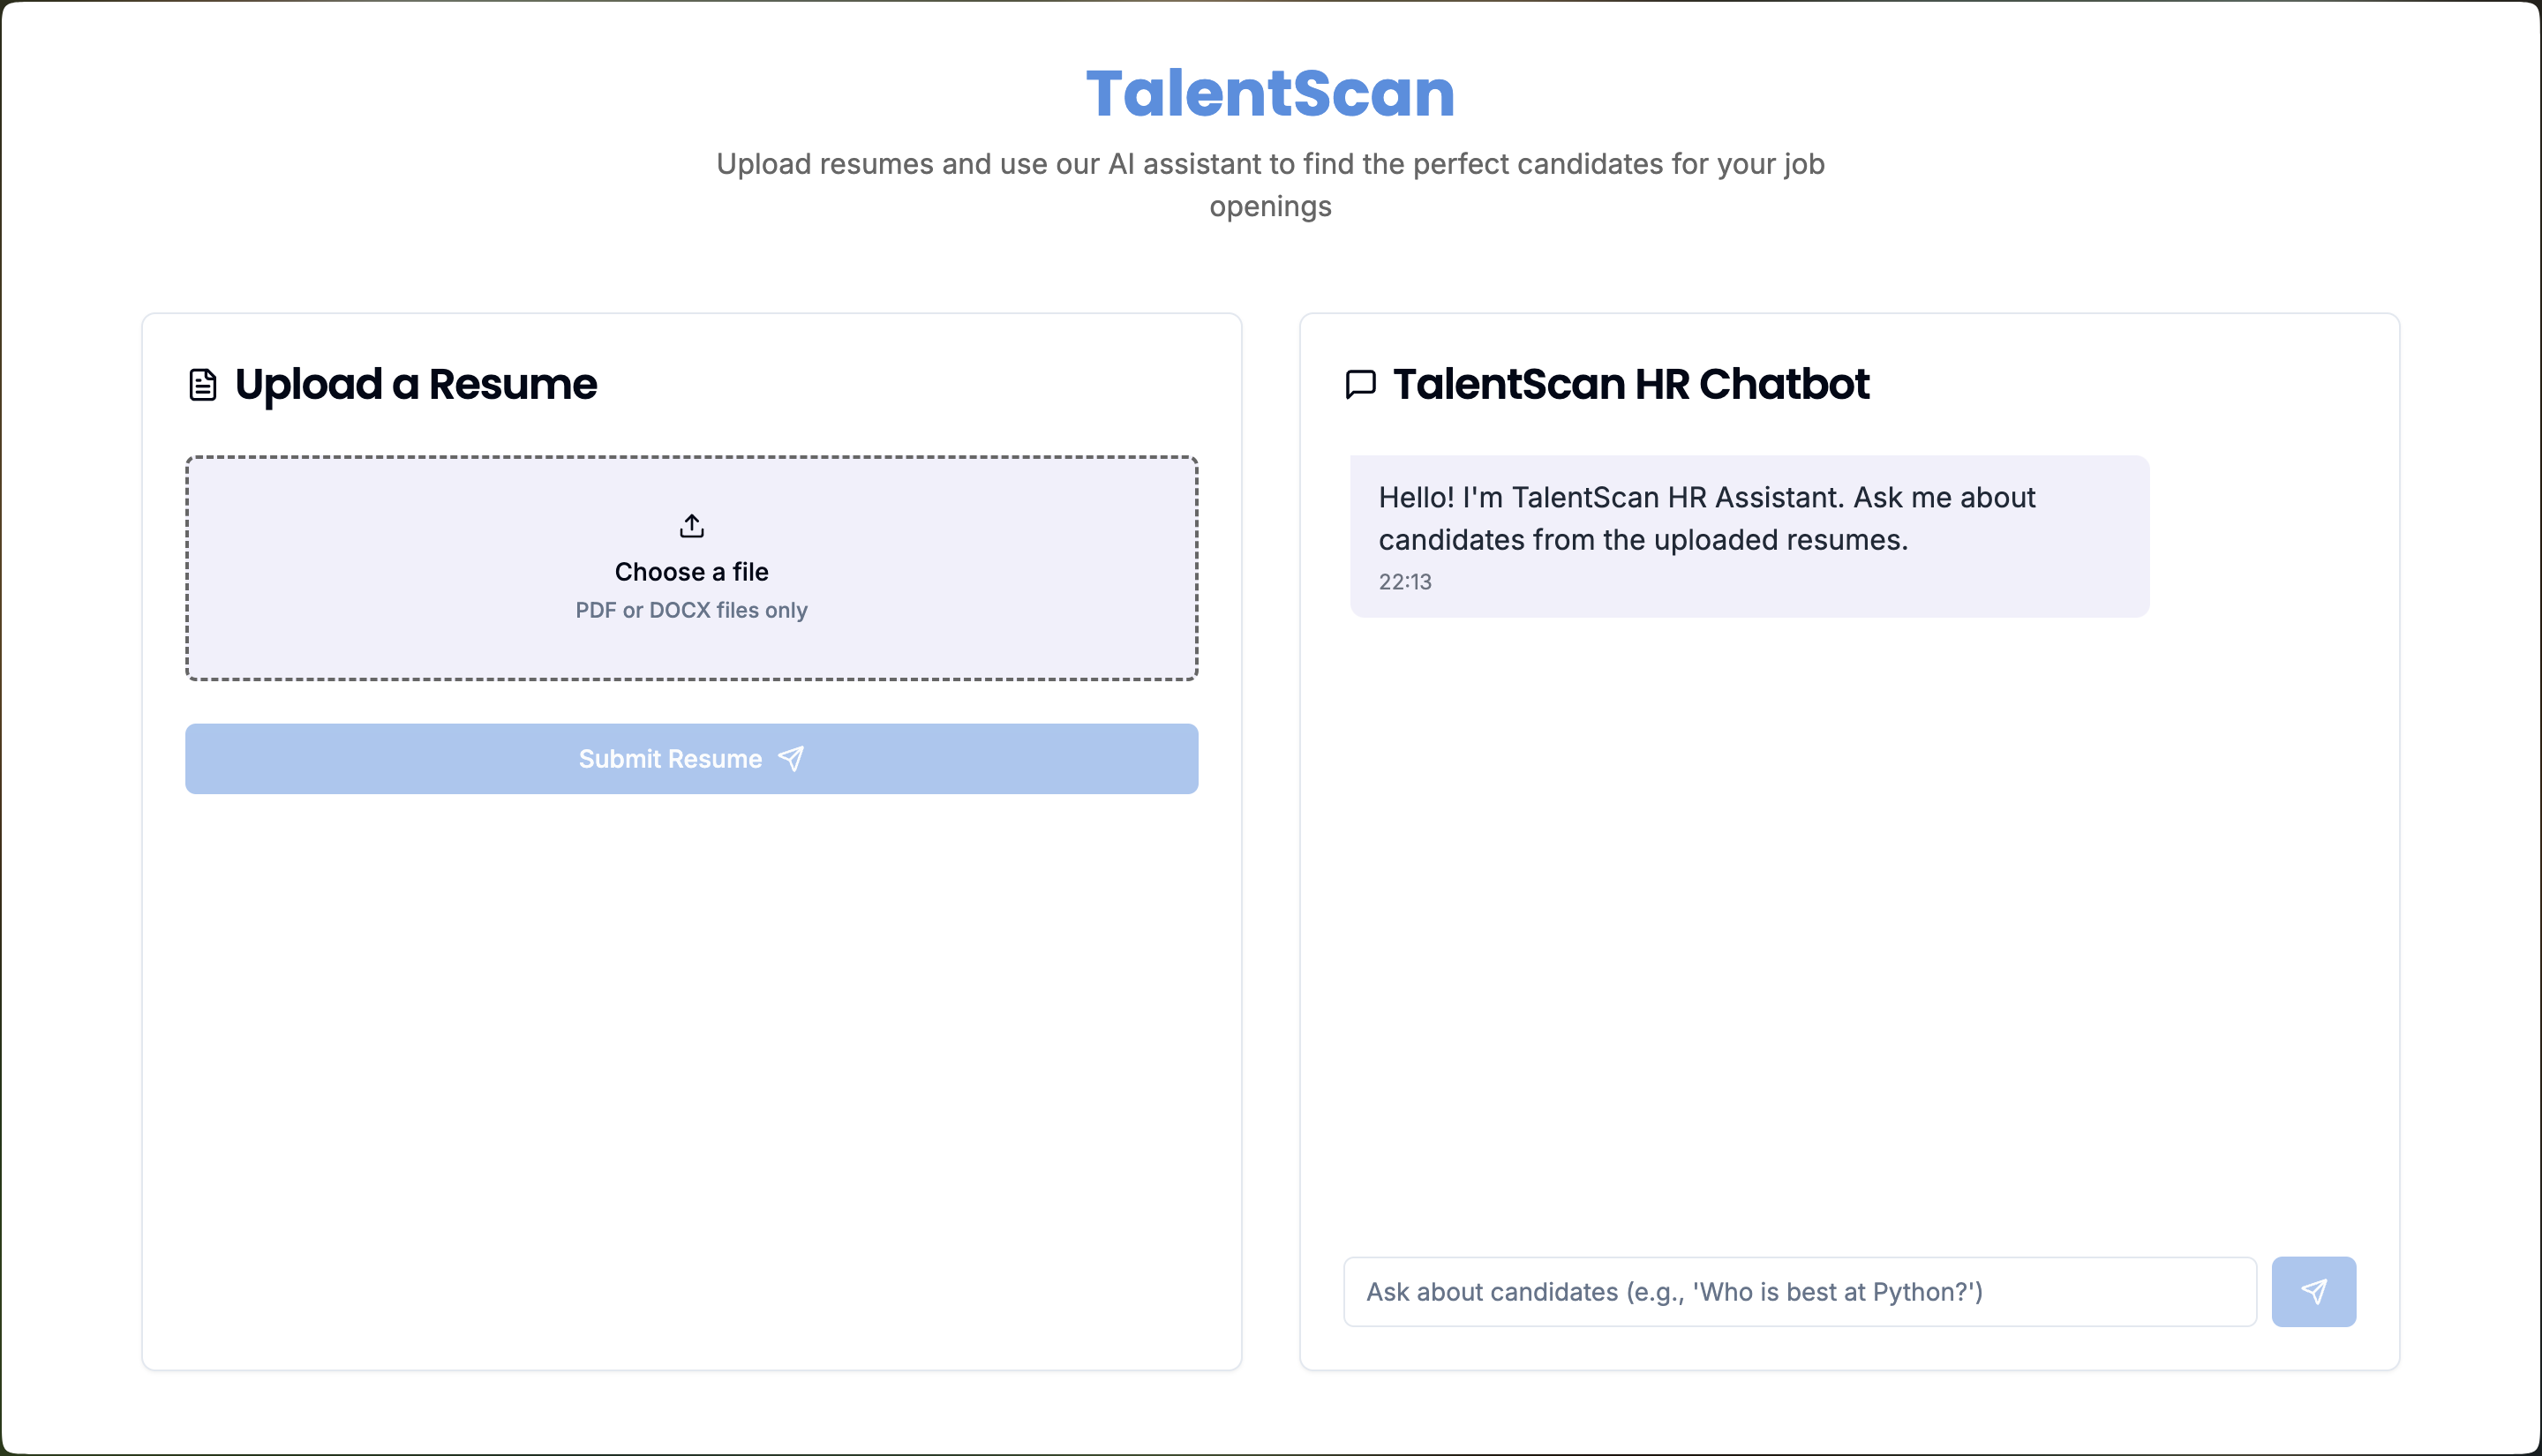 TalentScan
Upload resumes and use our AI assistant to find the perfect candidates for your job
openings
Upload a Resume
Choose a file
PDF or DOCX files only
Submit Resume
TalentScan HR Chatbot
Hello! I'm TalentScan HR Assistant. Ask me about
candidates from the uploaded resumes.
22:13
Ask about candidates (e.g., 'Who is best at Python?')